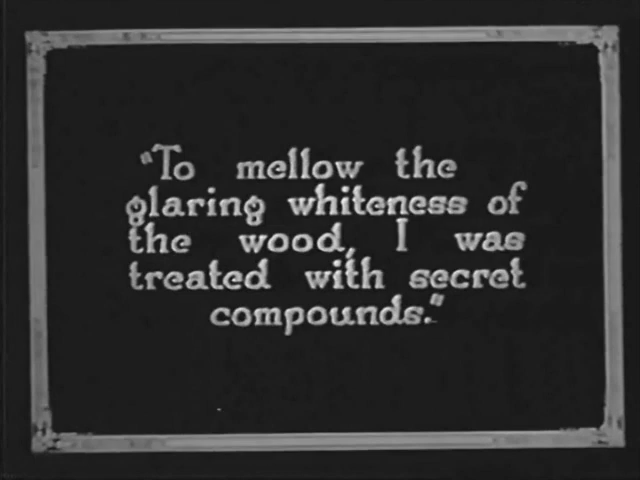 "To mellow the
glaring whiteness of
the wood, I was
treated with secret
compounds."